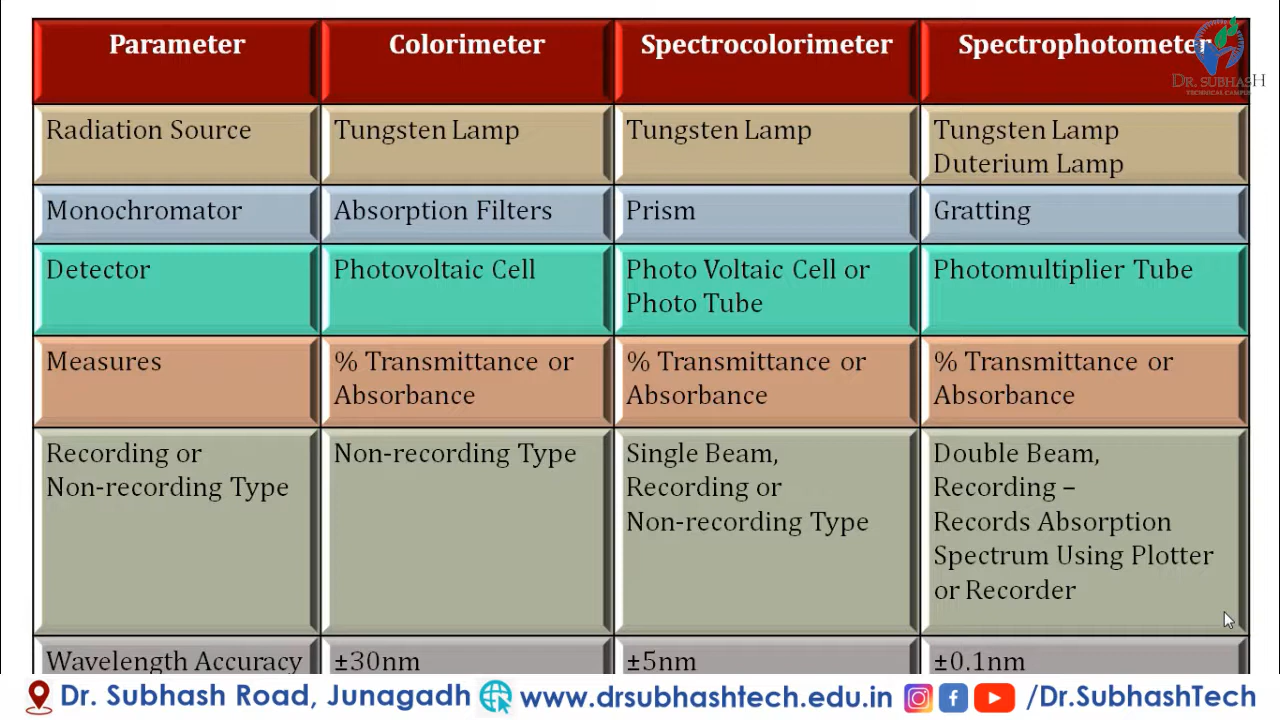 Parameter Colorimeter Spectrocolorimeter Spectrophotometer
DR. SUBHASH
TECHNICAL CAMPUS
Radiation Source Tungsten Lamp Tungsten Lamp Tungsten Lamp
Duterium Lamp
Monochromator Absorption Filters Prism Gratting
Detector Photovoltaic Cell Photo Voltaic Cell or Photomultiplier Tube
Photo Tube
Measures % Transmittance or % Transmittance or % Transmittance or
Absorbance Absorbance Absorbance
Recording or Non-recording Type Single Beam, Double Beam,
Non-recording Type Recording or Recording –
Non-recording Type Records Absorption
Spectrum Using Plotter
or Recorder
Wavelength Accuracy ±30nm ±5nm ±0.1nm
Dr. Subhash Road, Junagadh www.drsubhashtech.edu.in /Dr.SubhashTech